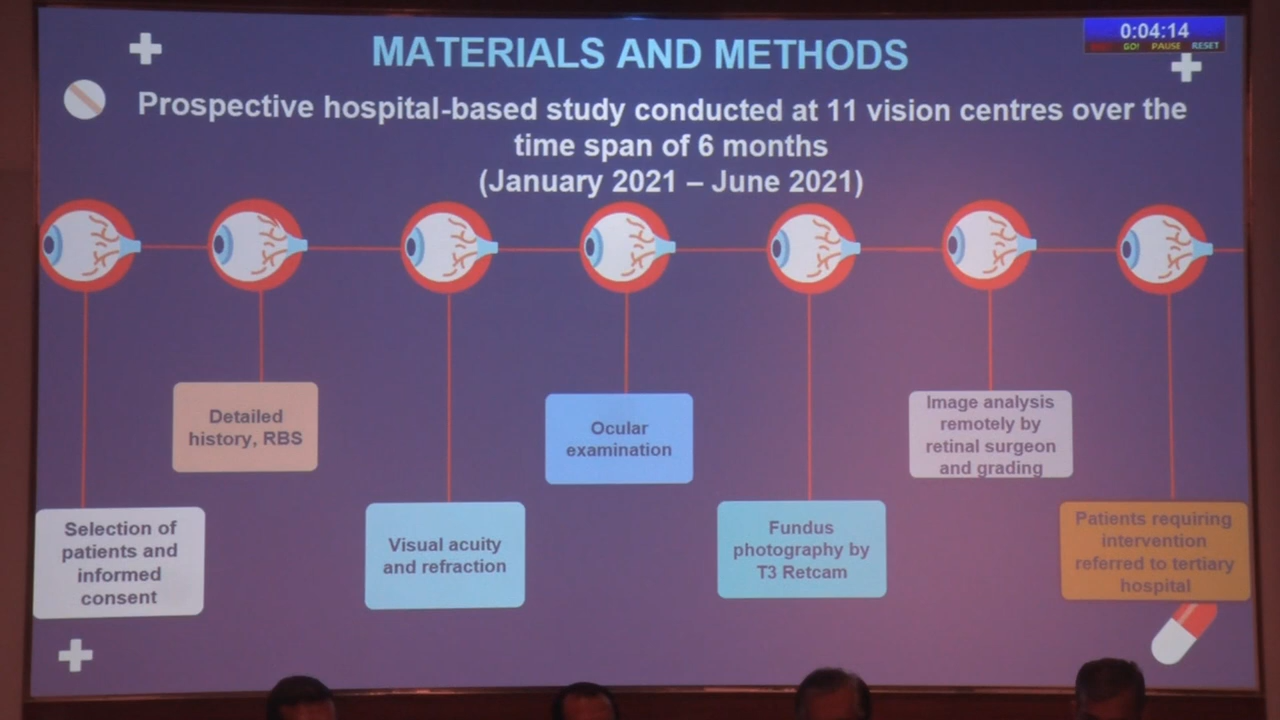 MATERIALS AND METHODS
0:04:14
GO! PAUSE RESET
Prospective hospital-based study conducted at 11 vision centres over the
time span of 6 months
(January 2021 – June 2021)
Selection of
patients and
informed
consent
Detailed
history, RBS
Visual acuity
and refraction
Ocular
examination
Fundus
photography by
T3 Retcam
Image analysis
remotely by
retinal surgeon
and grading
Patients requiring
intervention
referred to tertiary
hospital